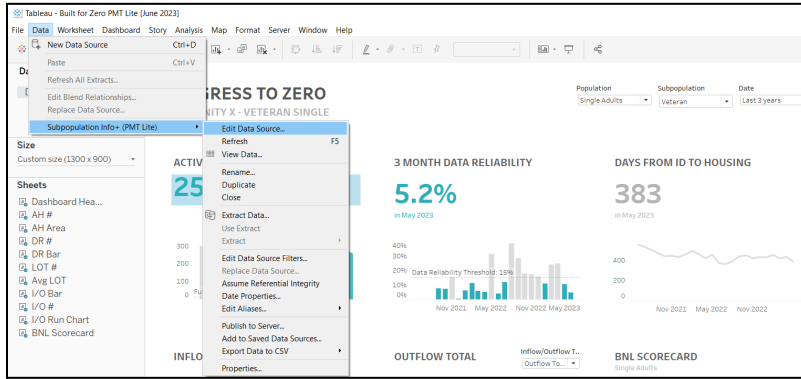 Tableau - Built for Zero PMT Lite [June 2023]
File Data Worksheet Dashboard Story Analysis Map Format Server Window Help
New Data Source Ctrl+D
Paste Ctrl+V
Refresh All Extracts...
Edit Blend Relationships...
Replace Data Source...
Subpopulation Info+ (PMT Lite)
Edit Data Source...
Refresh F5
View Data...
Rename...
Duplicate
Close
Extract Data...
Use Extract
Extract
Edit Data Source Filters...
Replace Data Source...
Assume Referential Integrity
Date Properties...
Edit Aliases...
Publish to Server...
Add to Saved Data Sources...
Export Data to CSV
Properties...
Da
GRESS TO ZERO
NITY X - VETERAN SINGLE
Population Subpopulation Date
Single Adults Veteran Last 3 years
Size
Custom size (1300 x 900)
Sheets
Dashboard Hea...
AH #
AH Area
DR #
DR Bar
LOT #
Avg LOT
I/O Bar
I/O #
I/O Run Chart
BNL Scorecard
ACTIV
25
300
200
100
0
Fu
3 MONTH DATA RELIABILITY
5.2%
in May 2023
40%
30%
20%
Data Reliability Threshold: 15%
10%
0%
Nov 2021 May 2022 Nov 2022 May 2023
DAYS FROM ID TO HOUSING
383
in May 2023
400
200
0
Nov 2021 May 2022 Nov 2022
INFLO
OUTFLOW TOTAL
Inflow/Outflow T..
Outflow To...
BNL SCORECARD
Single Adults